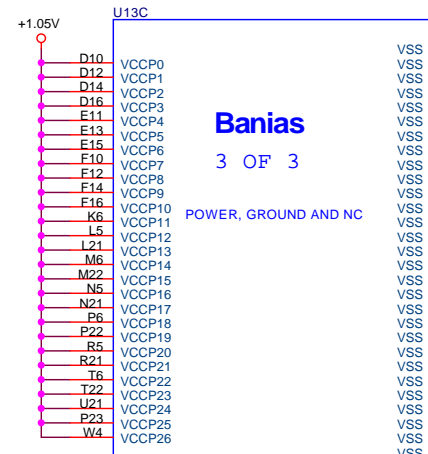 U13C
+1.05V
VSS
D10 VCCP0 VSS
D12 VCCP1 VSS
D14 VCCP2 VSS
D16 VCCP3 VSS
E11 VCCP4 VSS
E13 VCCP5 VSS
E15 VCCP6 VSS
F10 VCCP7 VSS
F12 VCCP8 VSS
F14 VCCP9 VSS
F16 VCCP10 VSS
K6 VCCP11 VSS
L5 VCCP12 VSS
L21 VCCP13 VSS
M6 VCCP14 VSS
M22 VCCP15 VSS
N5 VCCP16 VSS
N21 VCCP17 VSS
P6 VCCP18 VSS
P22 VCCP19 VSS
R5 VCCP20 VSS
R21 VCCP21 VSS
T6 VCCP22 VSS
T22 VCCP23 VSS
U21 VCCP24 VSS
P23 VCCP25 VSS
W4 VCCP26 VSS
VSS
Banias
3 OF 3
POWER, GROUND AND NC